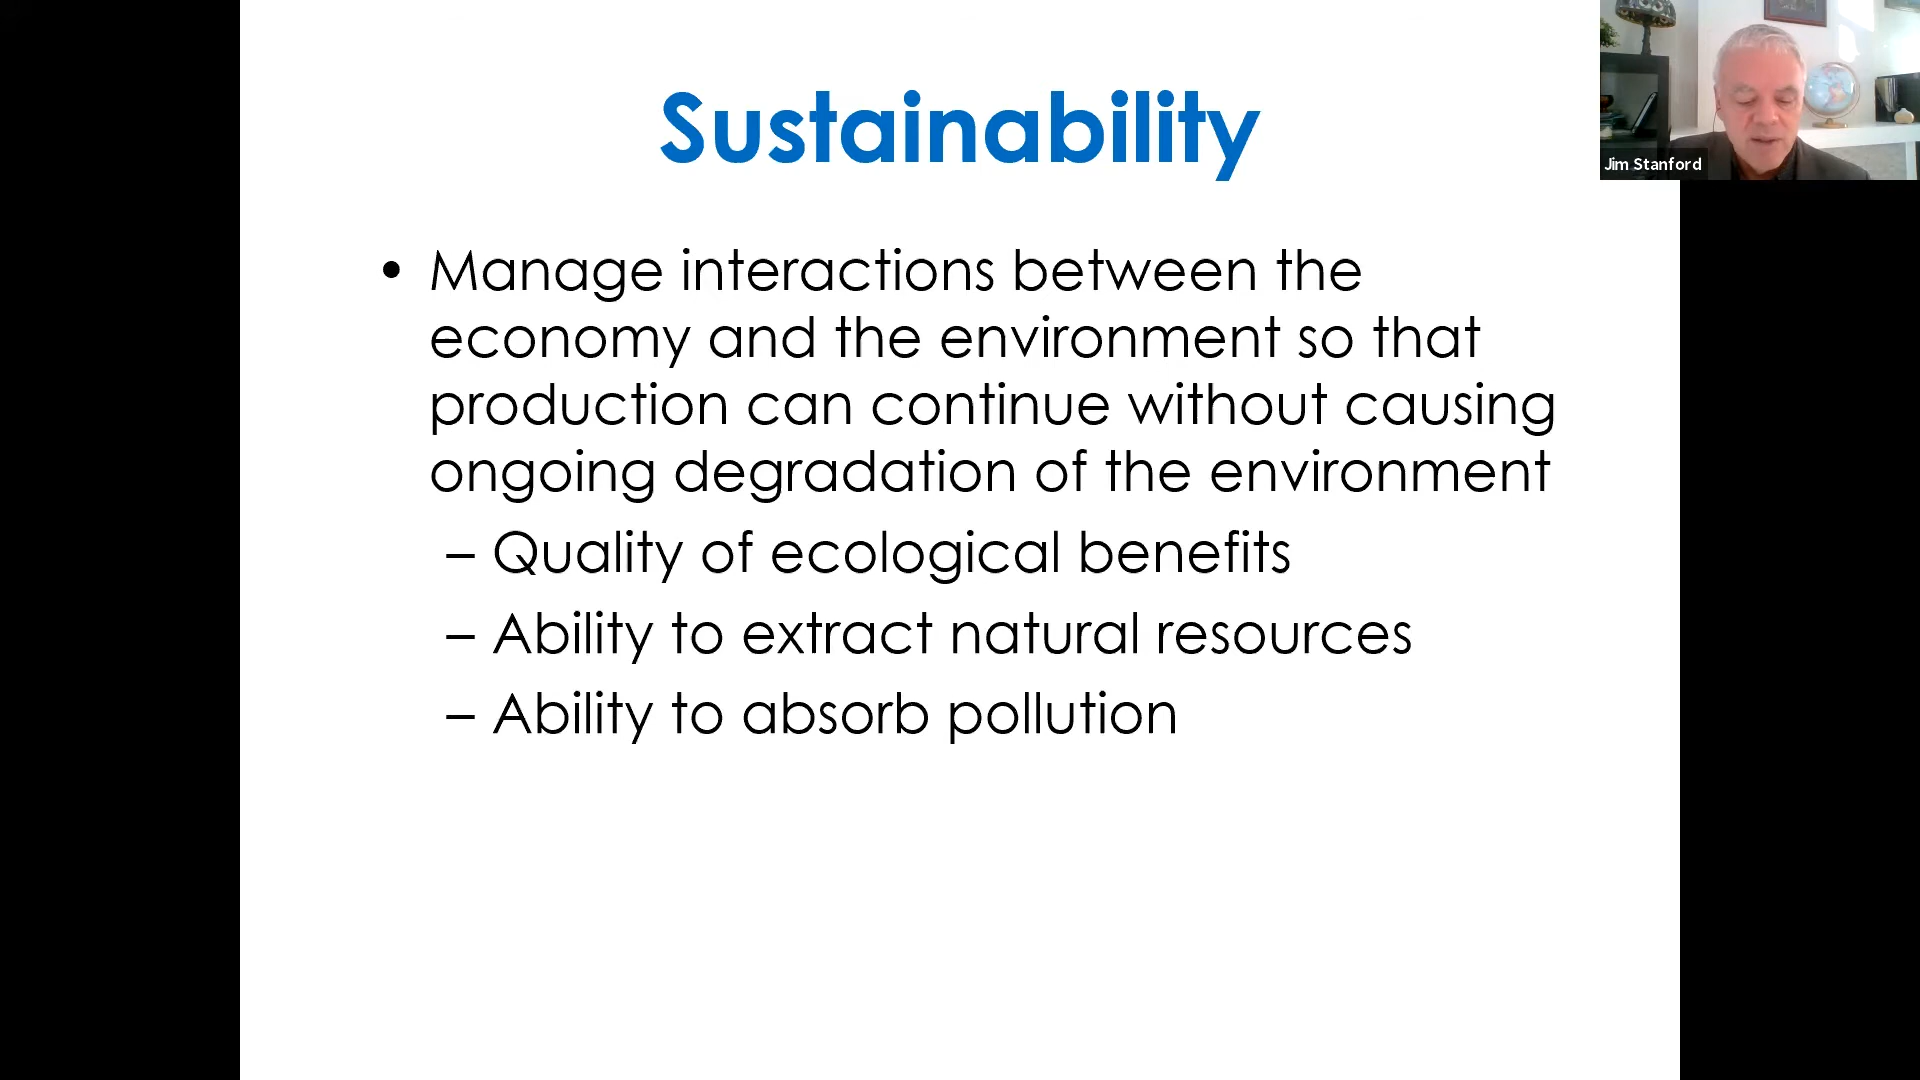 Sustainability
Jim Stanford
• Manage interactions between the
economy and the environment so that
production can continue without causing
ongoing degradation of the environment
– Quality of ecological benefits
– Ability to extract natural resources
– Ability to absorb pollution